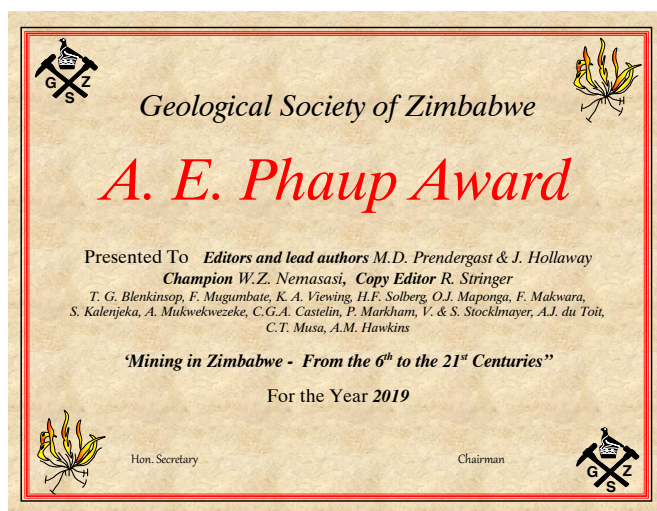 G Z
S
Geological Society of Zimbabwe
A. E. Phaup Award
Presented To Editors and lead authors M.D. Prendergast & J. Hollaway
Champion W.Z. Nemasasi, Copy Editor R. Stringer
T. G. Blenkinsop, F. Mugumbate, K. A. Viewing, H.F. Solberg, O.J. Maponga, F. Makwara,
S. Kalenjeka, A. Mukwekwezeke, C.G.A. Castelin, P. Markham, V. & S. Stocklmayer, A.J. du Toit,
C.T. Musa, A.M. Hawkins
‘Mining in Zimbabwe - From the 6th to the 21st Centuries”
For the Year 2019
Hon. Secretary
Chairman
G Z
S